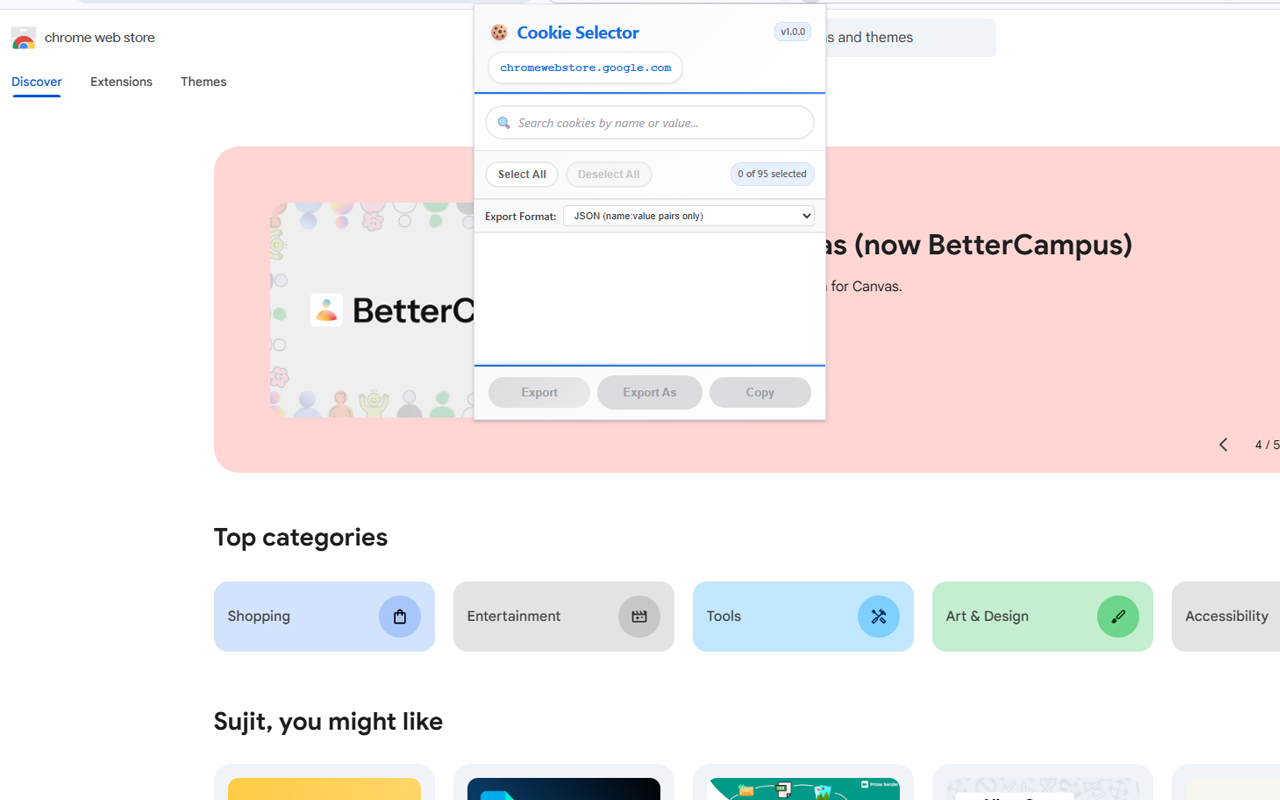 chrome web store
Discover
Extensions
Themes
s and themes
Cookie Selector
v1.0.0
chromewebstore.google.com
Search cookies by name or value...
Select All
Deselect All
0 of 95 selected
Export Format:
JSON (name:value pairs only)
Export
Export As
Copy
BetterC
as (now BetterCampus)
for Canvas.
4 / 5
Top categories
Shopping
Entertainment
Tools
Art & Design
Accessibility
Sujit, you might like
Prime Sender